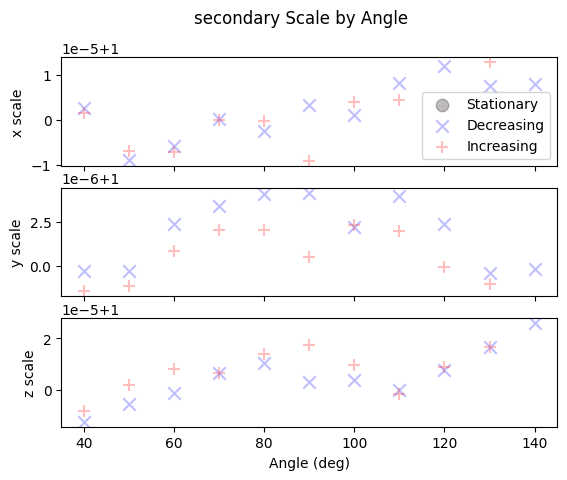 secondary Scale by Angle
1e−5+1
1
0
−1
x scale
Stationary
Decreasing
Increasing
1e−6+1
2.5
0.0
y scale
1e−5+1
2
0
z scale
40 60 80 100 120 140
Angle (deg)